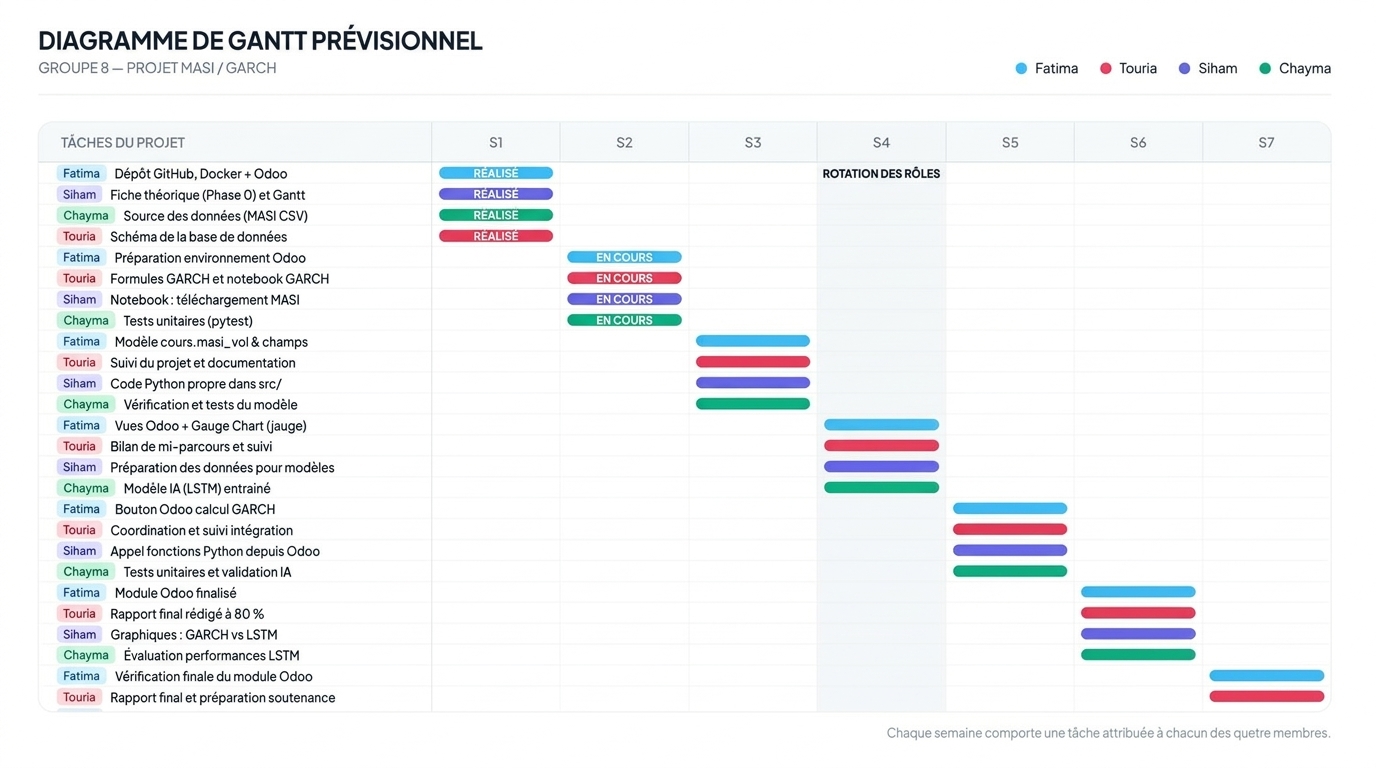 DIAGRAMME DE GANTT PRÉVISIONNEL
GROUPE 8 — PROJET MASI / GARCH
Fatima Touria Siham Chayma
TÂCHES DU PROJET S1 S2 S3 S4 S5 S6 S7
Fatima Dépôt GitHub, Docker + Odoo RÉALISÉ ROTATION DES RÔLES
Siham Fiche théorique (Phase 0) et Gantt RÉALISÉ
Chayma Source des données (MASI CSV) RÉALISÉ
Touria Schéma de la base de données RÉALISÉ
Fatima Préparation environnement Odoo EN COURS
Touria Formules GARCH et notebook GARCH EN COURS
Siham Notebook : téléchargement MASI EN COURS
Chayma Tests unitaires (pytest) EN COURS
Fatima Modèle cours.masi_vol & champs
Touria Suivi du projet et documentation
Siham Code Python propre dans src/
Chayma Vérification et tests du modèle
Fatima Vues Odoo + Gauge Chart (jauge)
Touria Bilan de mi-parcours et suivi
Siham Préparation des données pour modèles
Chayma Modèle IA (LSTM) entrainé
Fatima Bouton Odoo calcul GARCH
Touria Coordination et suivi intégration
Siham Appel fonctions Python depuis Odoo
Chayma Tests unitaires et validation IA
Fatima Module Odoo finalisé
Touria Rapport final rédigé à 80 %
Siham Graphiques : GARCH vs LSTM
Chayma Évaluation performances LSTM
Fatima Vérification finale du module Odoo
Touria Rapport final et préparation soutenance
Chaque semaine comporte une tâche attribuée à chacun des quetre membres.